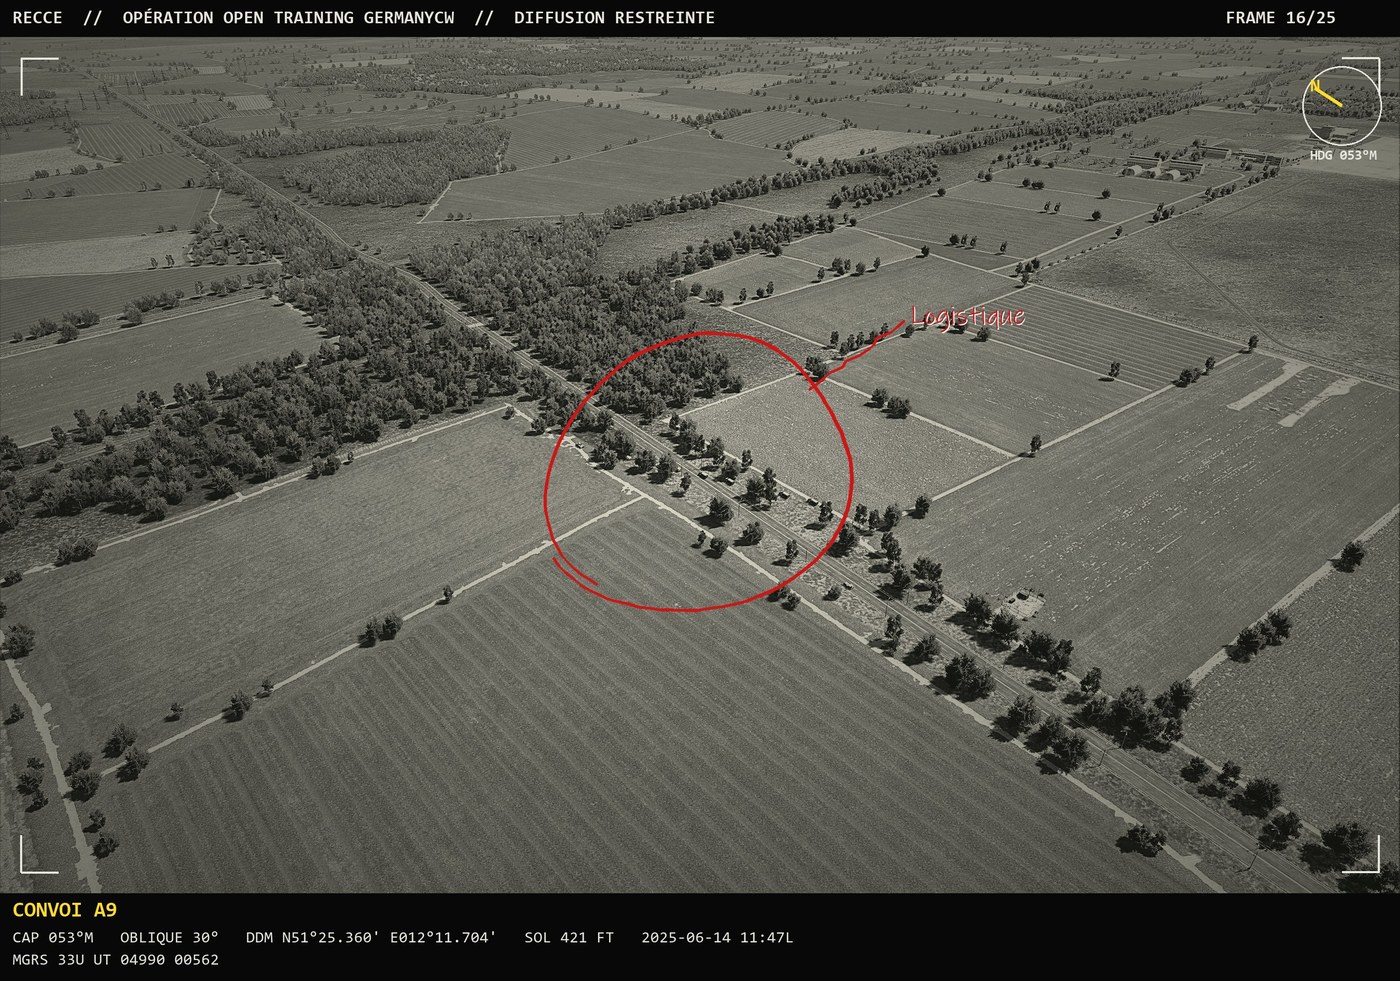 RECCE // OPÉRATION OPEN TRAINING GERMANYCW // DIFFUSION RESTREINTE
FRAME 16/25
N
HDG 053°M
Logistique
CONVOI A9
CAP 053°M OBLIQUE 30° DDM N51°25.360' E012°11.704' SOL 421 FT 2025-06-14 11:47L
MGRS 33U UT 04990 00562